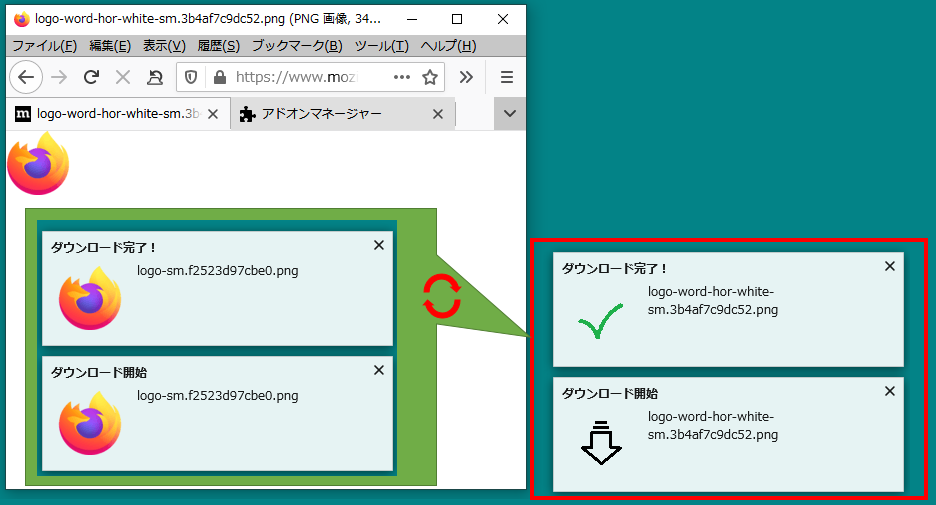 logo-word-hor-white-sm.3b4af7c9dc52.png (PNG 画像, 34...
ファイル(F) 編集(E) 表示(V) 履歴(S) ブックマーク(B) ツール(T) ヘルプ(H)
https://www.moz
logo-word-hor-white-sm.3b アドオンマネージャー
ダウンロード完了！
logo-sm.f2523d97cbe0.png
ダウンロード開始
logo-sm.f2523d97cbe0.png
ダウンロード完了！
logo-word-hor-white-
sm.3b4af7c9dc52.png
ダウンロード開始
logo-word-hor-white-
sm.3b4af7c9dc52.png